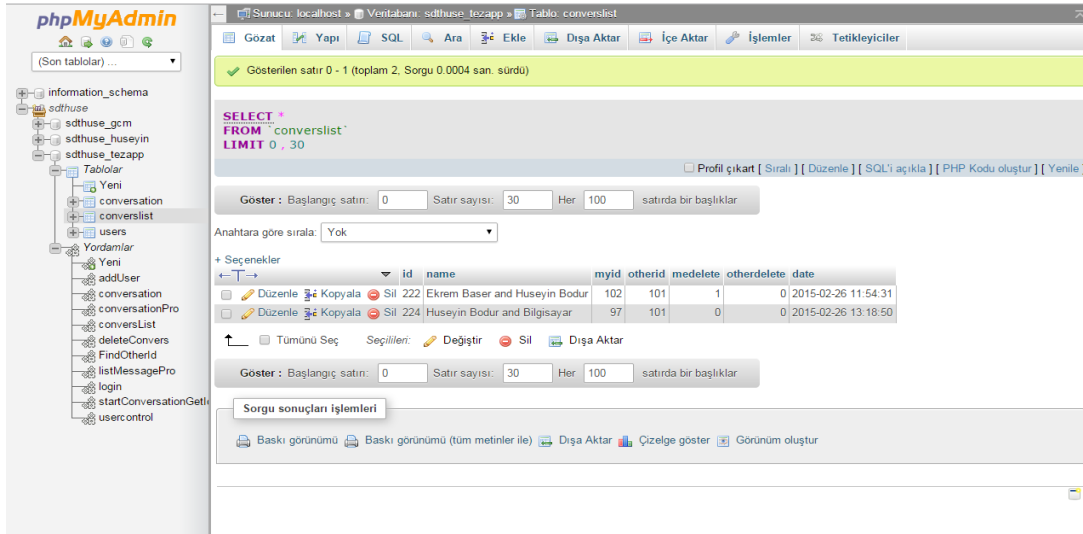 phpMyAdmin
(Son tablolar) ...
information_schema
sdthuse
sdthuse_gcm
sdthuse_huseyin
sdthuse_tezapp
Tablolar
Yeni
conversation
converslist
users
Yordamlar
Yeni
addUser
conversation
conversationPro
conversList
deleteConvers
FindOtherId
listMessagePro
login
startConversationGetI
usercontrol
Sunucu: localhost » Veritabanı: sdthuse_tezapp » Tablo: converslist
Gözat Yapı SQL Ara Ekle Dışa Aktar İçe Aktar İşlemler Tetikleyiciler
Gösterilen satır 0 - 1 (toplam 2, Sorgu 0.0004 san. sürdü)
SELECT *
FROM `converslist`
LIMIT 0 , 30
Profil çıkart [ Sıralı ] [ Düzenle ] [ SQL'i açıkla ] [ PHP Kodu oluştur ] [ Yenile ]
Göster : Başlangıç satırı: 0 Satır sayısı: 30 Her 100 satırda bir başlıklar
Anahtara göre sırala: Yok
+ Seçenekler
←T→ id name myid otherid medelete otherdelete date
Düzenle Kopyala Sil 222 Ekrem Baser and Huseyin Bodur 102 101 1 0 2015-02-26 11:54:31
Düzenle Kopyala Sil 224 Huseyin Bodur and Bilgisayar 97 101 0 0 2015-02-26 13:18:50
Tümünü Seç Seçilileri: Değiştir Sil Dışa Aktar
Göster : Başlangıç satırı: 0 Satır sayısı: 30 Her 100 satırda bir başlıklar
Sorgu sonuçları işlemleri
Baskı görünümü Baskı görünümü (tüm metinler ile) Dışa Aktar Çizelge göster Görünüm oluştur